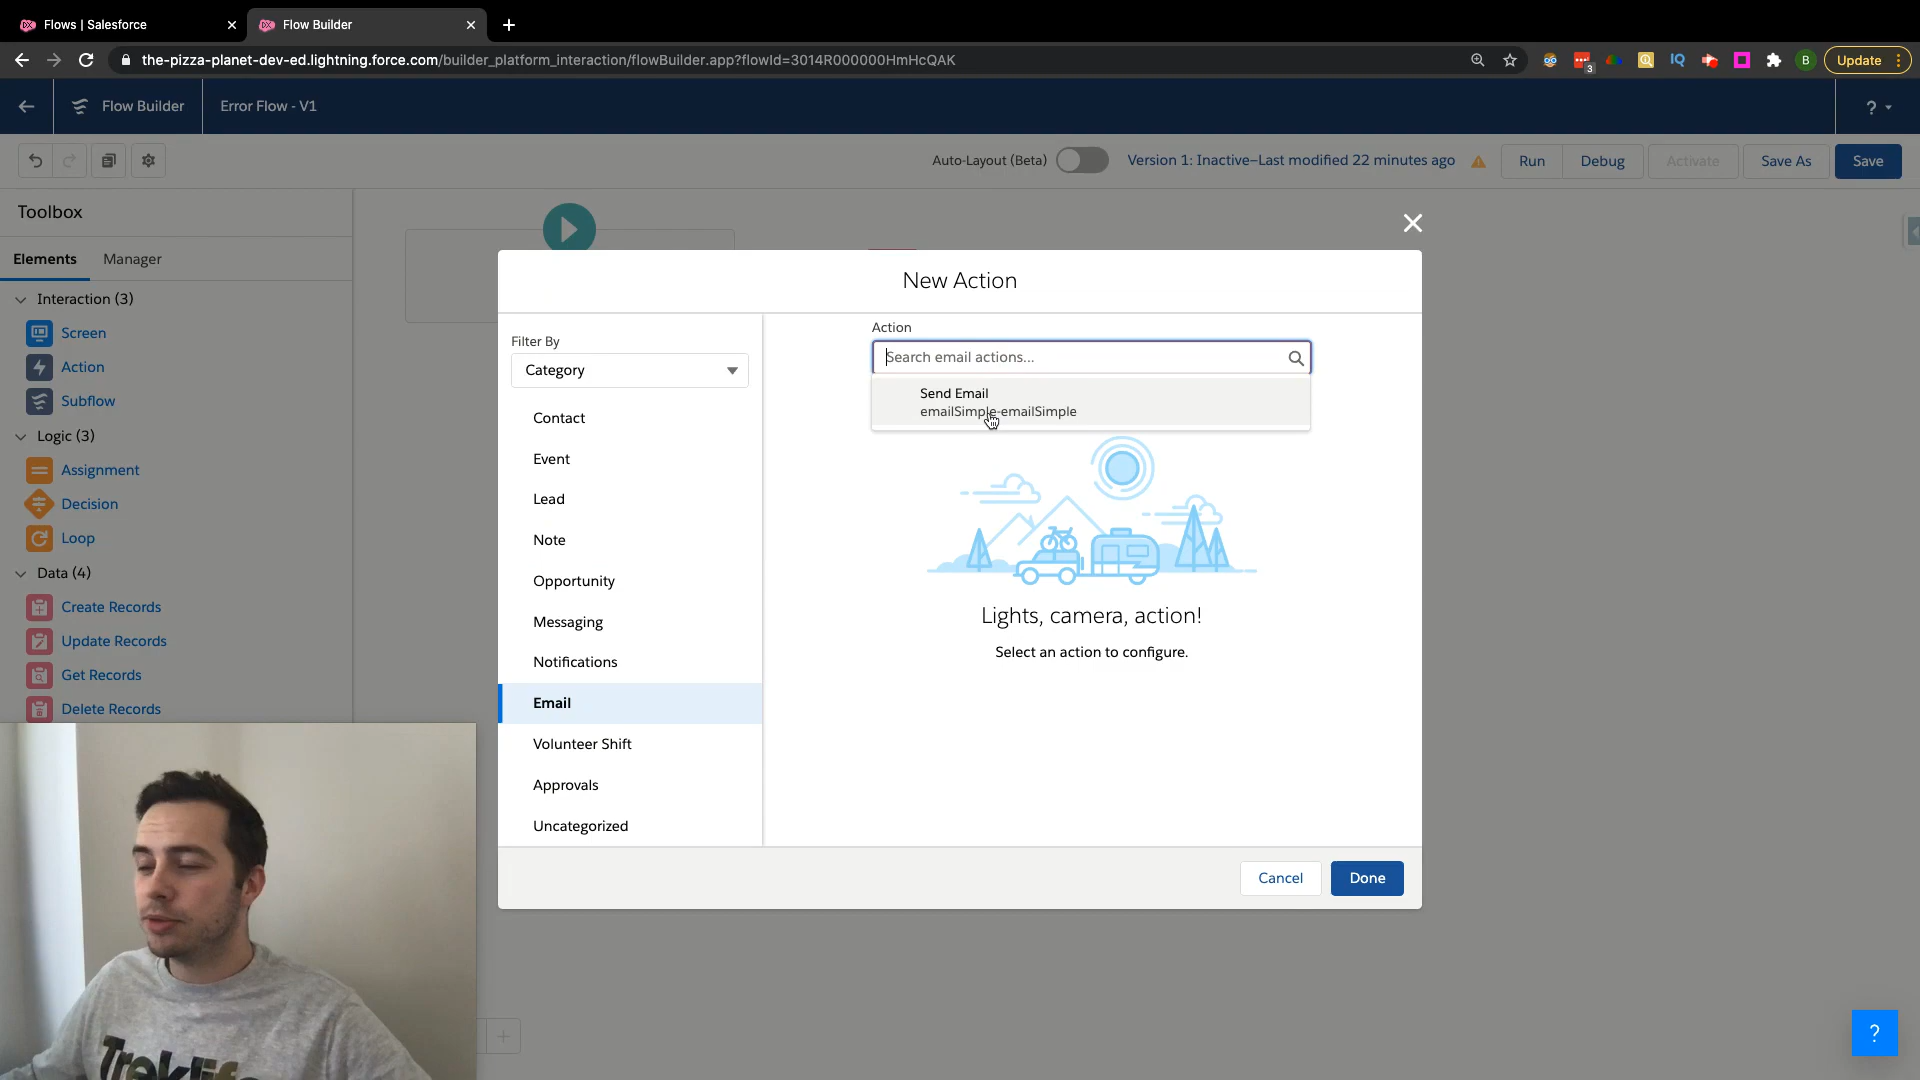 Flows | Salesforce
Flow Builder
the-pizza-planet-dev-ed.lightning.force.com/builder_platform_interaction/flowBuilder.app?flowId=3014R000000HmHcQAK
3
IQ
B
Update
Flow Builder
Error Flow - V1
?
Auto-Layout (Beta)
Version 1: Inactive–Last modified 22 minutes ago
Run
Debug
Activate
Save As
Save
Toolbox
Elements
Manager
Interaction (3)
Screen
Action
Subflow
Logic (3)
Assignment
Decision
Loop
Data (4)
Create Records
Update Records
Get Records
Delete Records
New Action
Filter By
Category
Contact
Event
Lead
Note
Opportunity
Messaging
Notifications
Email
Volunteer Shift
Approvals
Uncategorized
Action
Search email actions...
Send Email
emailSimple-emailSimple
Lights, camera, action!
Select an action to configure.
Cancel
Done
?